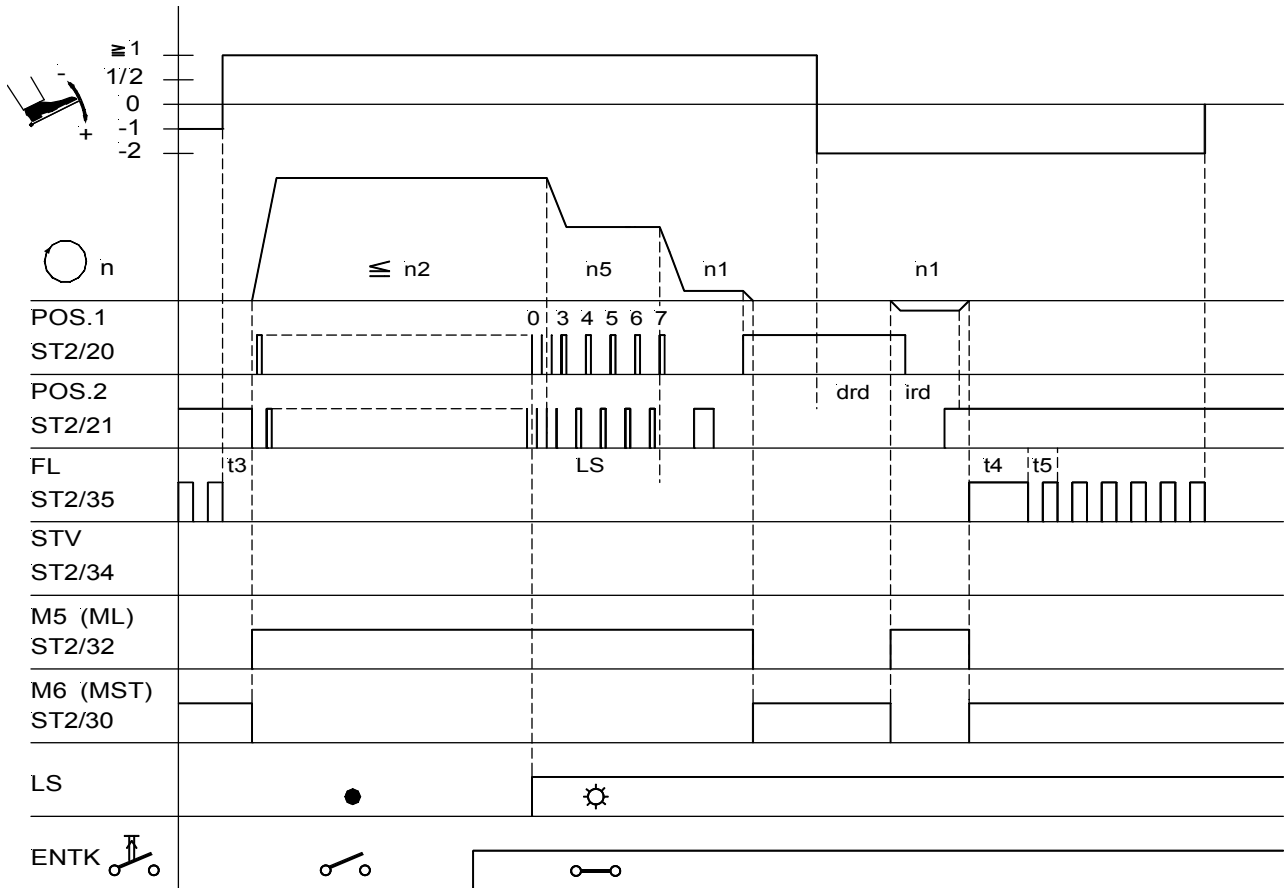 ≧1
1/2
0
-1
-2
-
+
n
≦ n2
n5
n1
n1
POS.1
ST2/20
0 3 4 5 6 7
POS.2
ST2/21
drd
ird
FL
ST2/35
t3
LS
t4
t5
STV
ST2/34
M5 (ML)
ST2/32
M6 (MST)
ST2/30
LS
ENTK